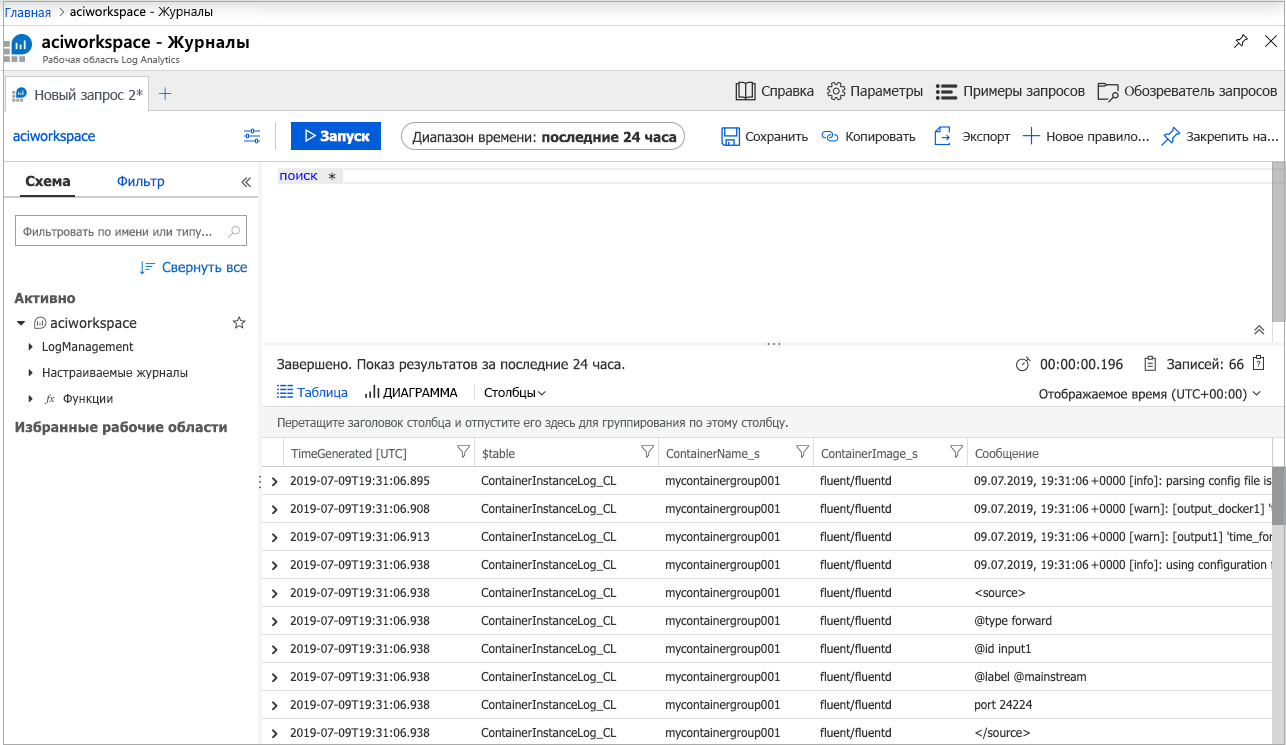 Главная > aciworkspace - Журналы
aciworkspace - Журналы
Рабочая область Log Analytics
Новый запрос 2*
Справка Параметры Примеры запросов Обозреватель запросов
aciworkspace
Запуск
Диапазон времени: последние 24 часа
Сохранить Копировать Экспорт Новое правило... Закрепить на...
Схема Фильтр
поиск *
Фильтровать по имени или типу...
Свернуть все
Активно
aciworkspace
LogManagement
Настраиваемые журналы
fx Функции
Избранные рабочие области
Завершено. Показ результатов за последние 24 часа.
00:00:00.196 Записей: 66
Таблица ДИАГРАММА Столбцы
Отображаемое время (UTC+00:00)
Перетащите заголовок столбца и отпустите его здесь для группирования по этому столбцу.
TimeGenerated [UTC] $table ContainerName_s ContainerImage_s Сообщение
2019-07-09T19:31:06.895 ContainerInstanceLog_CL mycontainergroup001 fluent/fluentd 09.07.2019, 19:31:06 +0000 [info]: parsing config file is
2019-07-09T19:31:06.908 ContainerInstanceLog_CL mycontainergroup001 fluent/fluentd 09.07.2019, 19:31:06 +0000 [warn]: [output_docker1] '
2019-07-09T19:31:06.913 ContainerInstanceLog_CL mycontainergroup001 fluent/fluentd 09.07.2019, 19:31:06 +0000 [warn]: [output1] 'time_for
2019-07-09T19:31:06.938 ContainerInstanceLog_CL mycontainergroup001 fluent/fluentd 09.07.2019, 19:31:06 +0000 [info]: using configuration
2019-07-09T19:31:06.938 ContainerInstanceLog_CL mycontainergroup001 fluent/fluentd <source>
2019-07-09T19:31:06.938 ContainerInstanceLog_CL mycontainergroup001 fluent/fluentd @type forward
2019-07-09T19:31:06.938 ContainerInstanceLog_CL mycontainergroup001 fluent/fluentd @id input1
2019-07-09T19:31:06.938 ContainerInstanceLog_CL mycontainergroup001 fluent/fluentd @label @mainstream
2019-07-09T19:31:06.938 ContainerInstanceLog_CL mycontainergroup001 fluent/fluentd port 24224
2019-07-09T19:31:06.938 ContainerInstanceLog_CL mycontainergroup001 fluent/fluentd </source>